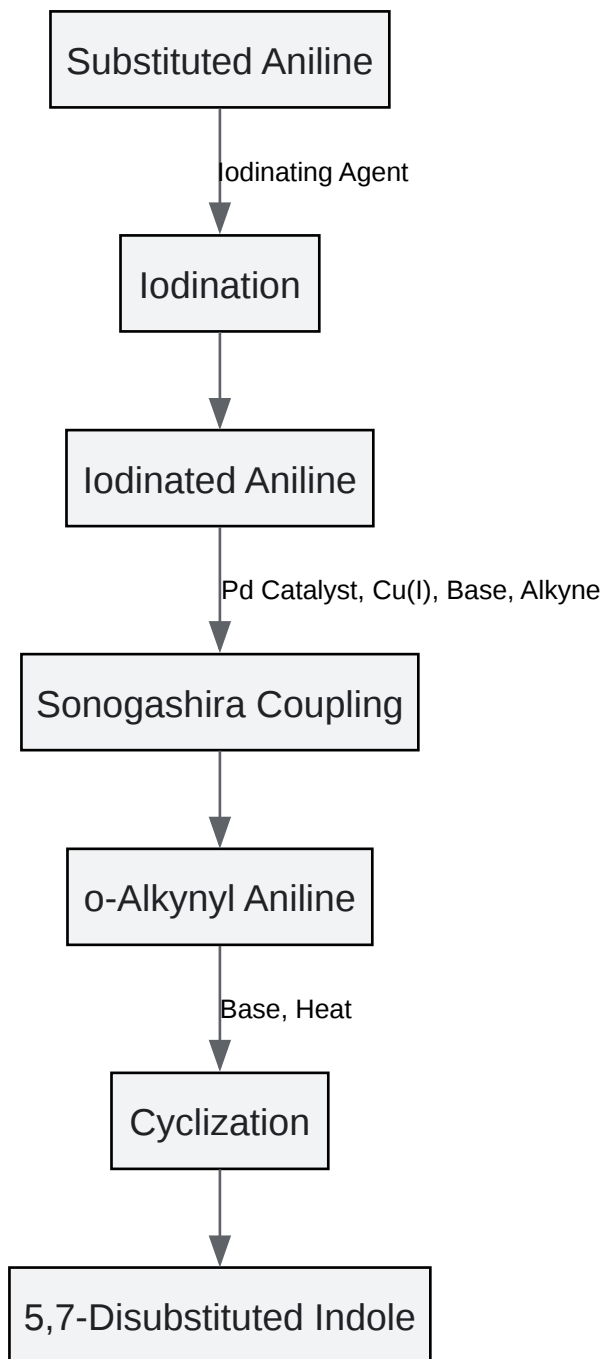 Substituted Aniline
Iodinating Agent
Iodination
Iodinated Aniline
Pd Catalyst, Cu(I), Base, Alkyne
Sonogashira Coupling
o-Alkynyl Aniline
Base, Heat
Cyclization
5,7-Disubstituted Indole